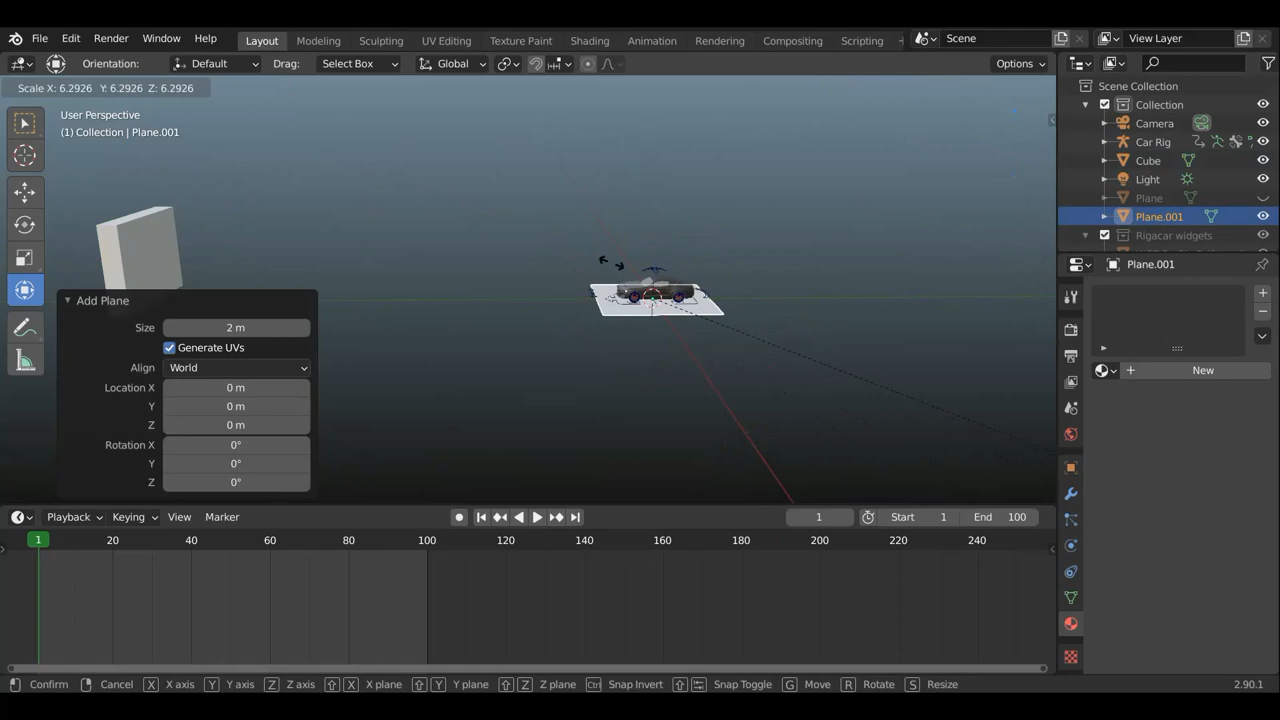 File Edit Render Window Help
Layout Modeling Sculpting UV Editing Texture Paint Shading Animation Rendering Compositing Scripting +
Scene
View Layer
Orientation: Default Drag: Select Box Global Options
Scale X: 6.2926 Y: 6.2926 Z: 6.2926
User Perspective
(1) Collection | Plane.001
Scene Collection
Collection
Camera
Car Rig
Cube
Light
Plane
Plane.001
Rigacar widgets
Plane.001
New
Add Plane
Size 2 m
Generate UVs
Align World
Location X 0 m
Y 0 m
Z 0 m
Rotation X 0°
Y 0°
Z 0°
Playback Keying View Marker
1 Start 1 End 100
1 20 40 60 80 100 120 140 160 180 200 220 240
Confirm Cancel X X axis Y Y axis Z Z axis X X plane Y Y plane Z Z plane Ctrl Snap Invert Snap Toggle G Move R Rotate S Resize 2.90.1